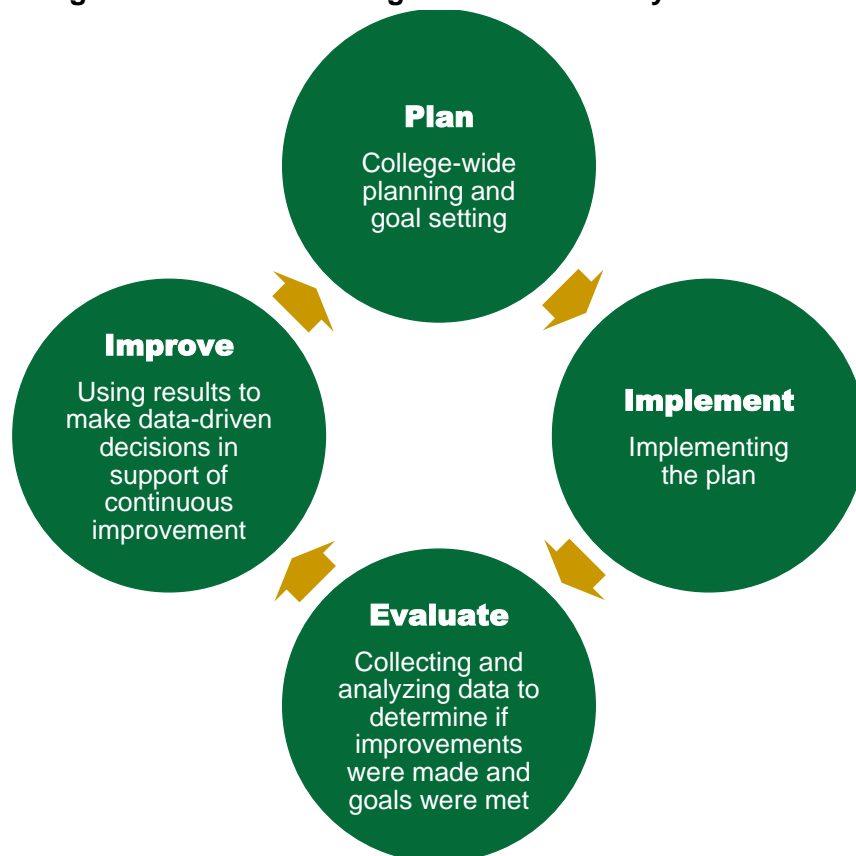 Plan
College-wide
planning and
goal setting
Implement
Implementing
the plan
Evaluate
Collecting and
analyzing data to
determine if
improvements
were made and
goals were met
Improve
Using results to
make data-driven
decisions in
support of
continuous
improvement